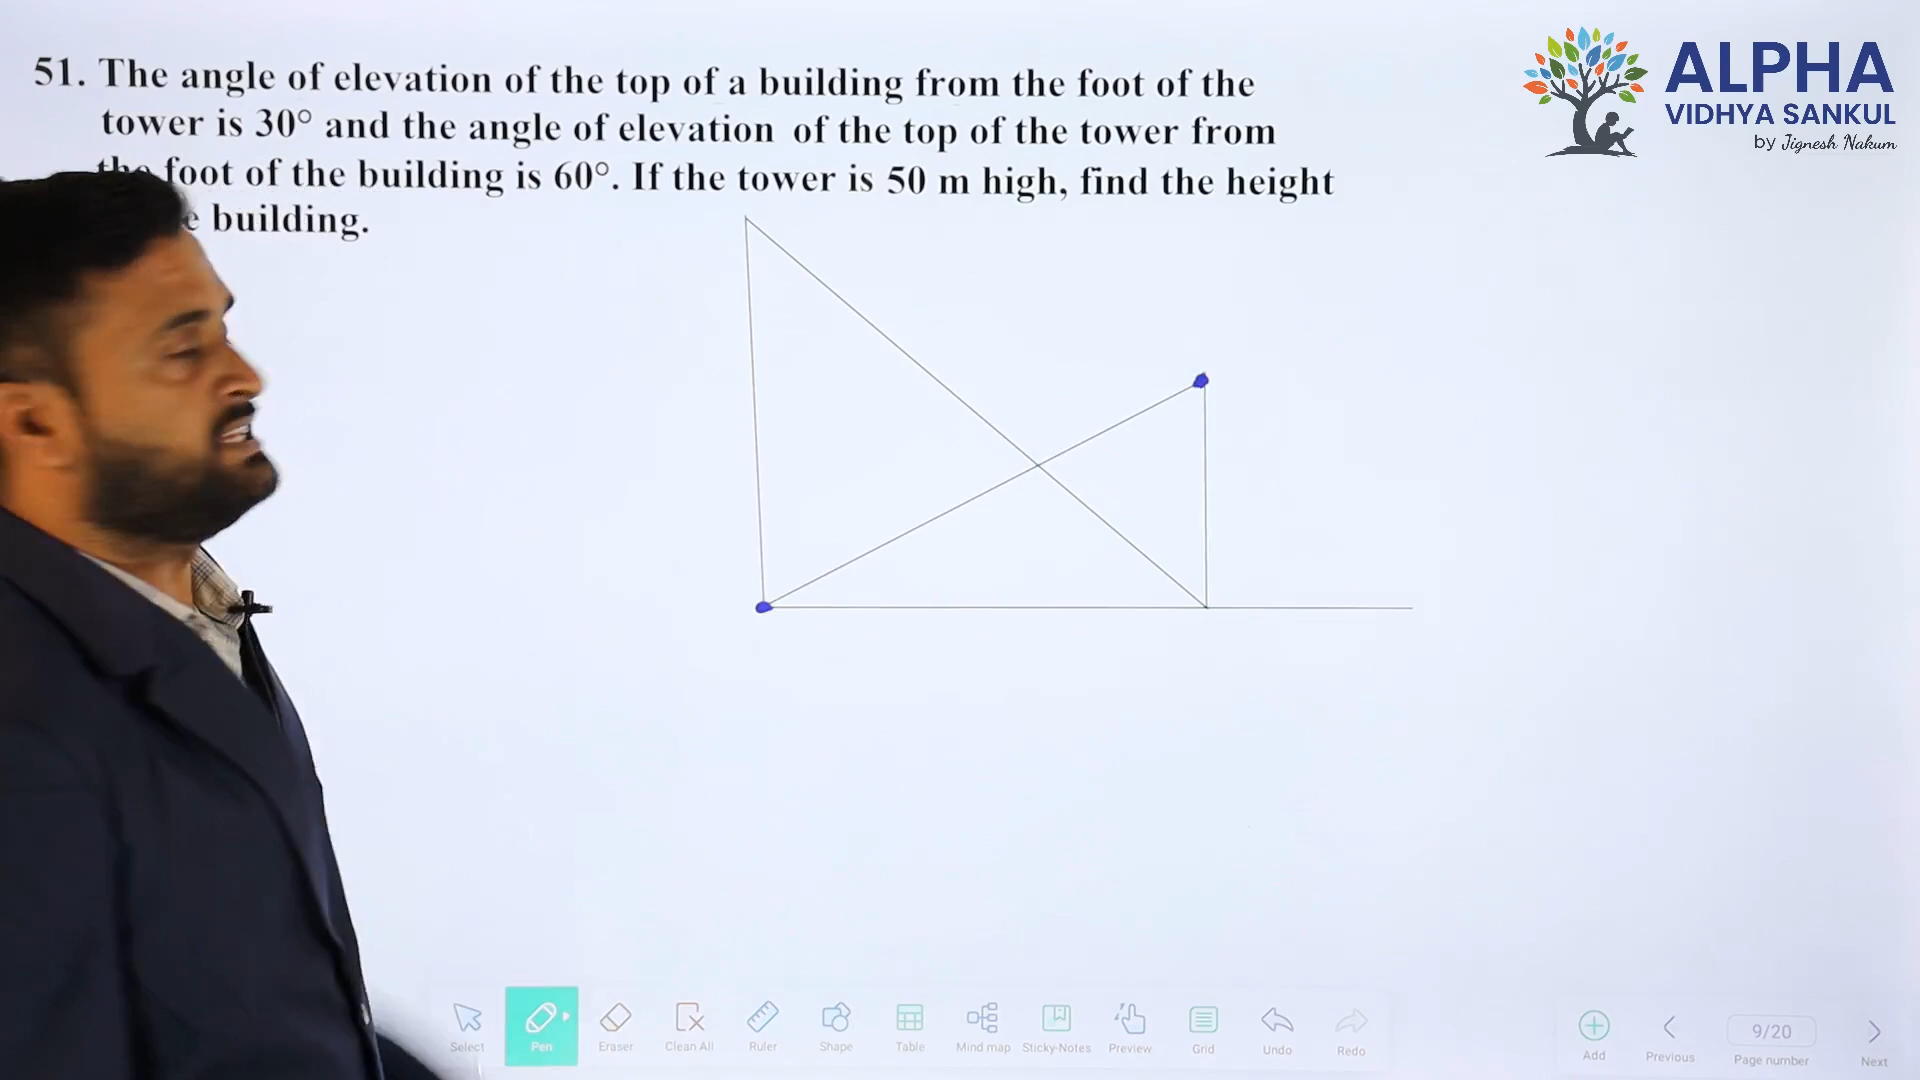 51. The angle of elevation of the top of a building from the foot of the
tower is 30° and the angle of elevation of the top of the tower from
the foot of the building is 60°. If the tower is 50 m high, find the height
building.
ALPHA
VIDHYA SANKUL
by Jignesh Nakum
Select
Pen
Eraser
Clean All
Ruler
Shape
Table
Mind map
Sticky-Notes
Preview
Grid
Undo
Redo
Add
Previous
9/20
Page number
Next